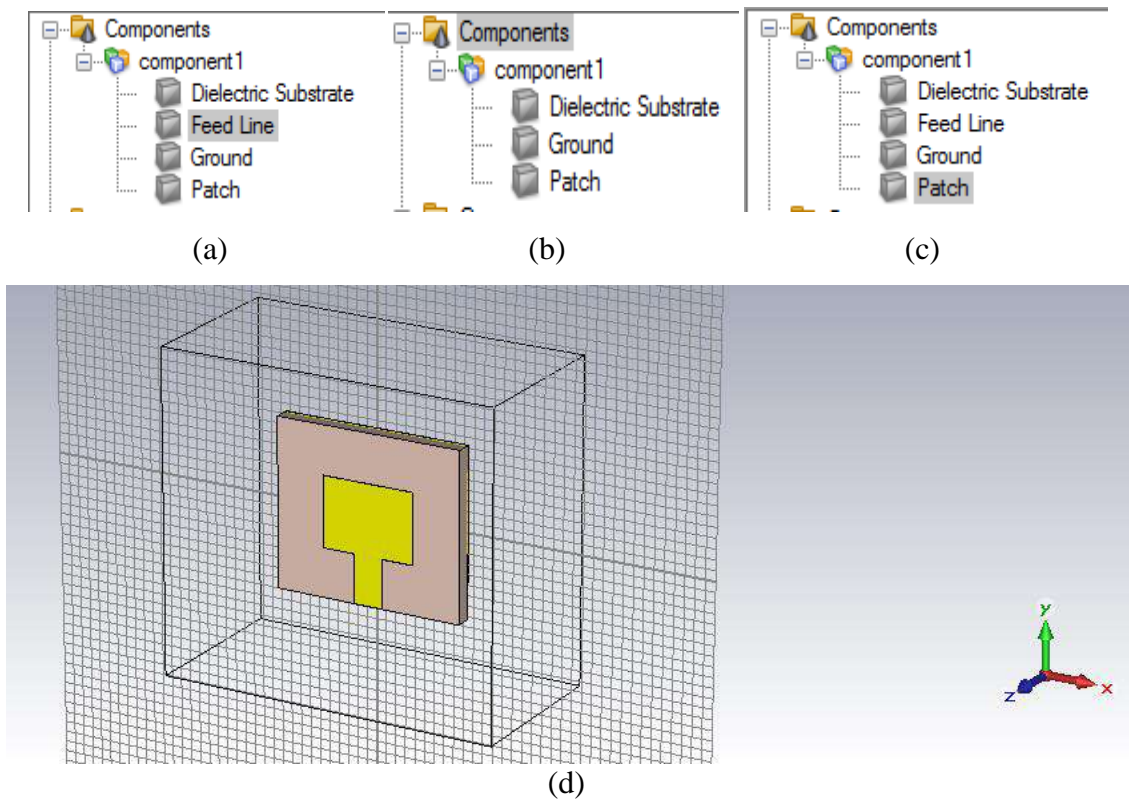 Components
component1
Dielectric Substrate
Feed Line
Ground
Patch
(a)
Components
component1
Dielectric Substrate
Ground
Patch
(b)
Components
component1
Dielectric Substrate
Feed Line
Ground
Patch
(c)
y
z
x
(d)